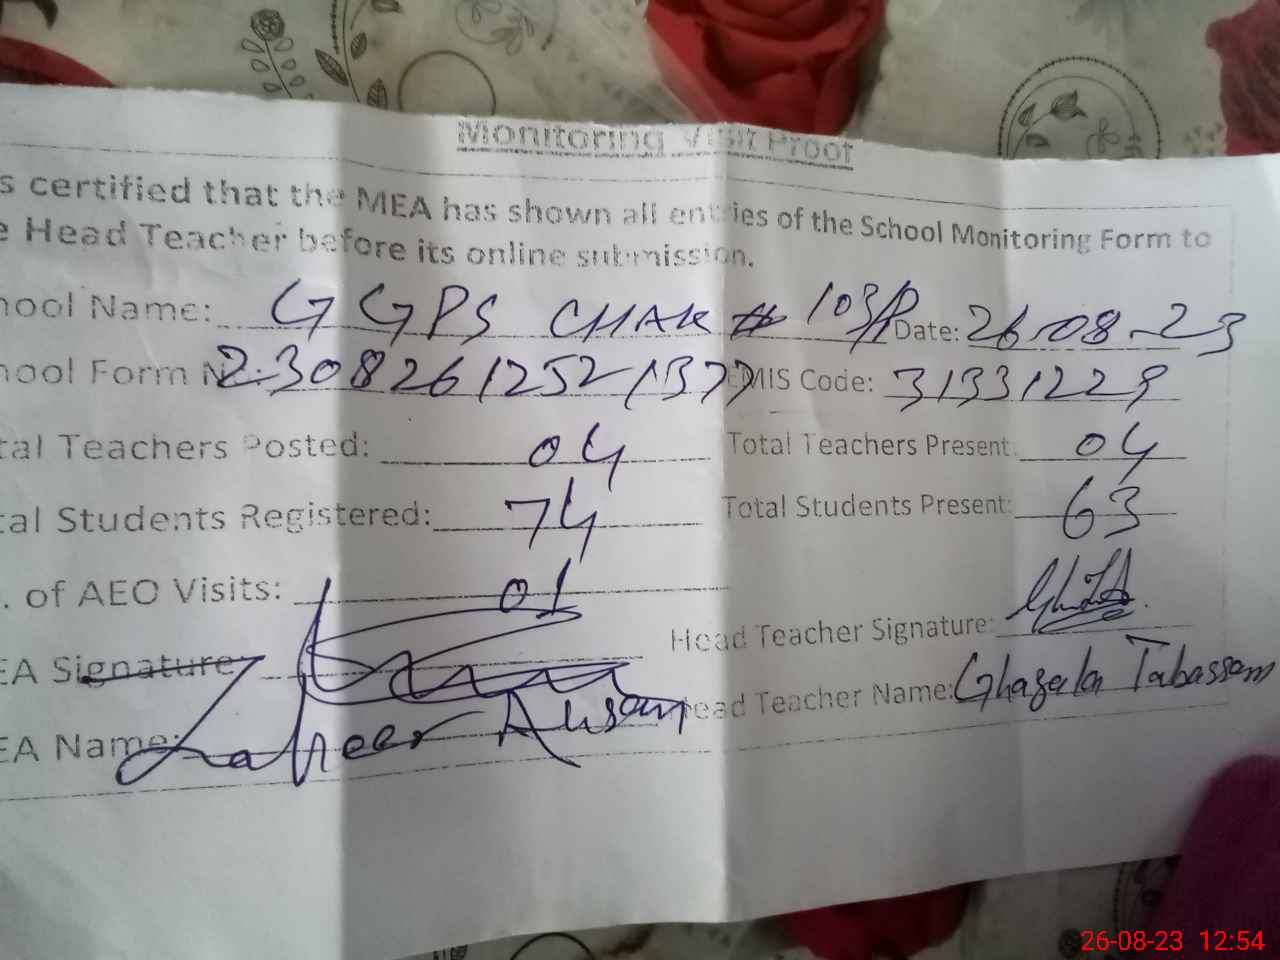 Monitoring Visit Proof
s certified that the MEA has shown all entries of the School Monitoring Form to
e Head Teacher before its online submission.
hool Name: GGPS CHAK # 103/P Date: 26-08-23
hool Form N 2308261252137 EMIS Code: 31331229
tal Teachers Posted: 04 Total Teachers Present: 04
tal Students Registered: 74 Total Students Present: 63
. of AEO Visits: 01
Head Teacher Signature:
EA Signature:
Head Teacher Name: Ghazala Tabassam
EA Name: Zaheer Ahsan
26-08-23 12:54